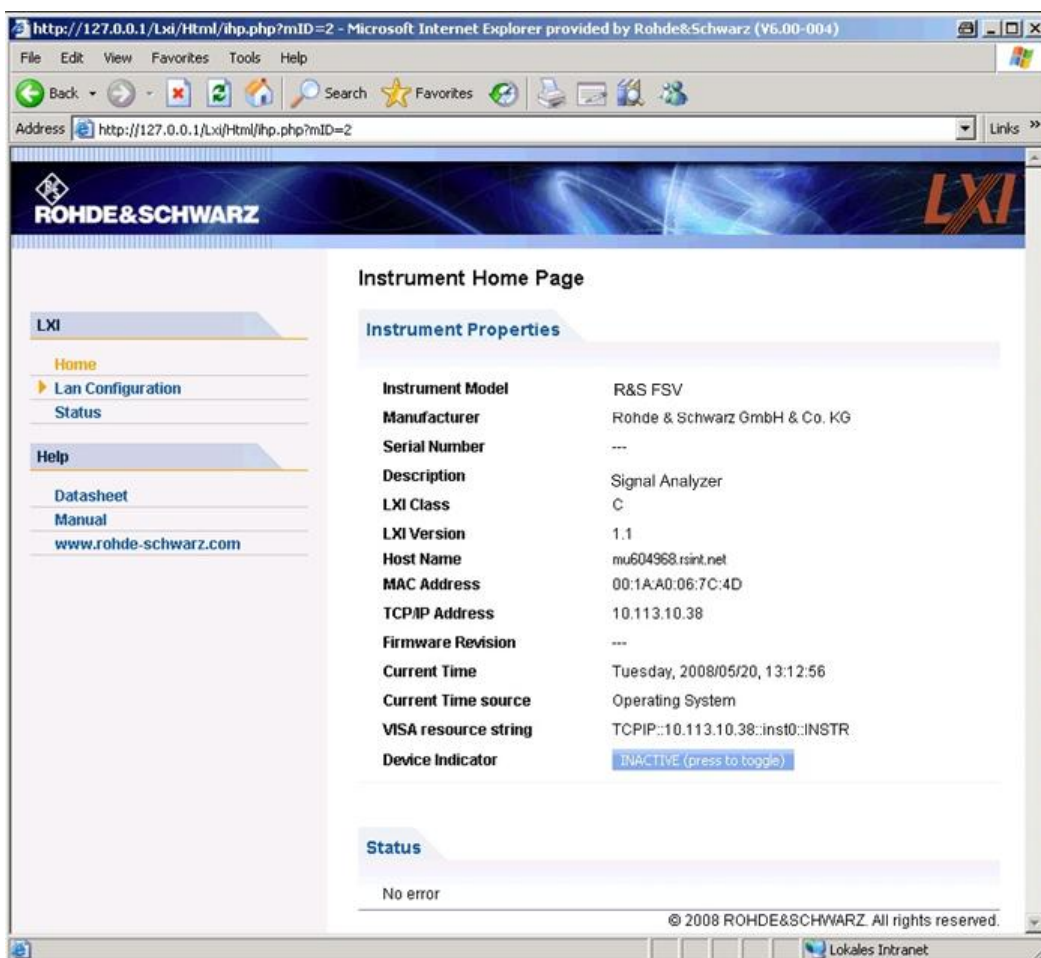 http://127.0.0.1/Lxi/Html/ihp.php?mID=2 - Microsoft Internet Explorer provided by Rohde&Schwarz (V6.00-004)
File Edit View Favorites Tools Help
Back Search Favorites
Address http://127.0.0.1/Lxi/Html/ihp.php?mID=2 Links »
R&S
ROHDE&SCHWARZ
LXI
Instrument Home Page
LXI
Home
Lan Configuration
Status
Help
Datasheet
Manual
www.rohde-schwarz.com
Instrument Properties
Instrument Model R&S FSV
Manufacturer Rohde & Schwarz GmbH & Co. KG
Serial Number ---
Description Signal Analyzer
LXI Class C
LXI Version 1.1
Host Name mu604968.rsint.net
MAC Address 00:1A:A0:06:7C:4D
TCP/IP Address 10.113.10.38
Firmware Revision ---
Current Time Tuesday, 2008/05/20, 13:12:56
Current Time source Operating System
VISA resource string TCPIP::10.113.10.38::inst0::INSTR
Device Indicator INACTIVE (press to toggle)
Status
No error
© 2008 ROHDE&SCHWARZ. All rights reserved.
Lokales Intranet